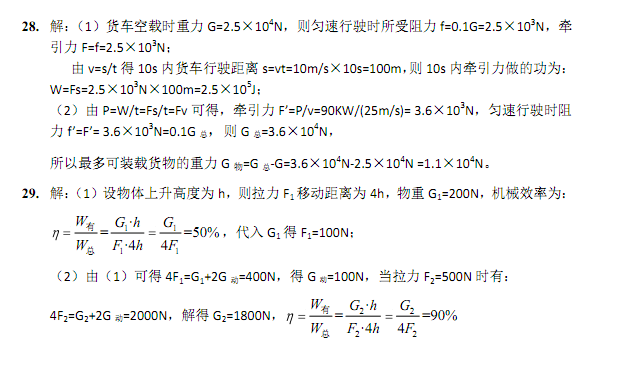 28. 解：（1）货车空载时重力 G=2.5×10⁴N，则匀速行驶时所受阻力 f=0.1G=2.5×10³N，牵
引力 F=f=2.5×10³N；
由 v=s/t 得 10s 内货车行驶距离 s=vt=10m/s×10s=100m，则 10s 内牵引力做的功为：
W=Fs=2.5×10³N×100m=2.5×10⁵J；
（2）由 P=W/t=Fs/t=Fv 可得，牵引力 F’=P/v=90KW/(25m/s)= 3.6×10³N，匀速行驶时阻
力 f’=F’= 3.6×10³N=0.1G 总， 则 G 总=3.6×10⁴N，
所以最多可装载货物的重力 G 物=G 总-G=3.6×10⁴N-2.5×10⁴N =1.1×10⁴N。
29. 解：（1）设物体上升高度为 h，则拉力 F₁移动距离为 4h，物重 G₁=200N，机械效率为：
η = W有/W总 = G₁·h/F₁·4h = G₁/4F₁ =50%，代入 G₁ 得 F₁=100N；
（2）由（1）可得 4F₁=G₁+2G 动=400N，得 G 动=100N，当拉力 F₂=500N 时有：
4F₂=G₂+2G 动=2000N，解得 G₂=1800N，η = W有/W总 = G₂·h/F₂·4h = G₂/4F₂ =90%